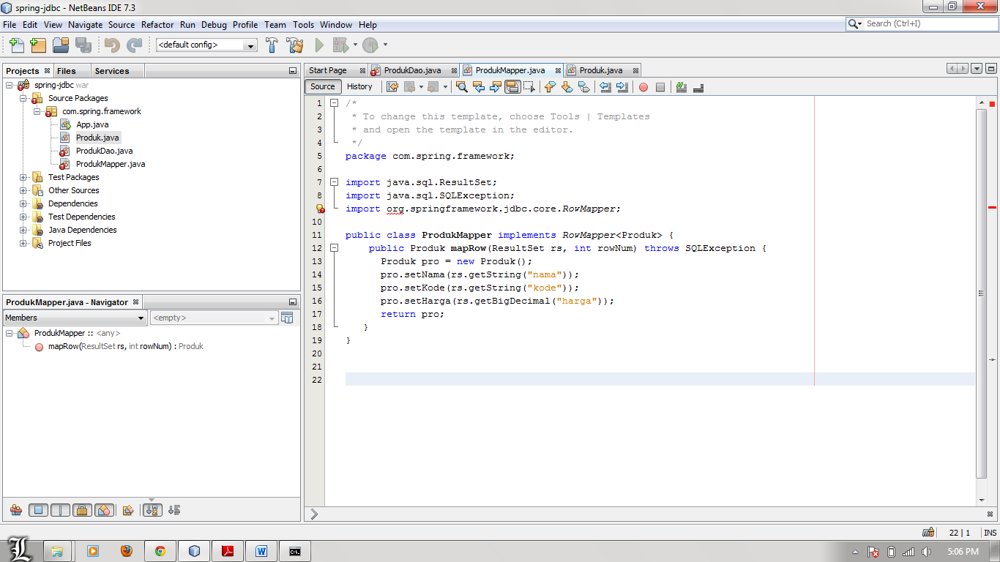 spring-jdbc - NetBeans IDE 7.3
File Edit View Navigate Source Refactor Run Debug Profile Team Tools Window Help
Search (Ctrl+I)
<default config>
Projects Files Services
spring-jdbc war
Source Packages
com.spring.framework
App.java
Produk.java
ProdukDao.java
ProdukMapper.java
Test Packages
Other Sources
Dependencies
Test Dependencies
Java Dependencies
Project Files
ProdukMapper.java - Navigator
Members
<empty>
ProdukMapper :: <any>
mapRow(ResultSet rs, int rowNum) : Produk
Start Page ProdukDao.java ProdukMapper.java Produk.java
Source History
1 /*
2 * To change this template, choose Tools | Templates
3 * and open the template in the editor.
4 */
5 package com.spring.framework;
6
7 import java.sql.ResultSet;
8 import java.sql.SQLException;
import org.springframework.jdbc.core.RowMapper;
10
11 public class ProdukMapper implements RowMapper<Produk> {
12 public Produk mapRow(ResultSet rs, int rowNum) throws SQLException {
13 Produk pro = new Produk();
14 pro.setNama(rs.getString("nama"));
15 pro.setKode(rs.getString("kode"));
16 pro.setHarga(rs.getBigDecimal("harga"));
17 return pro;
18 }
19 }
20
21
22
22 | 1 INS
5:06 PM